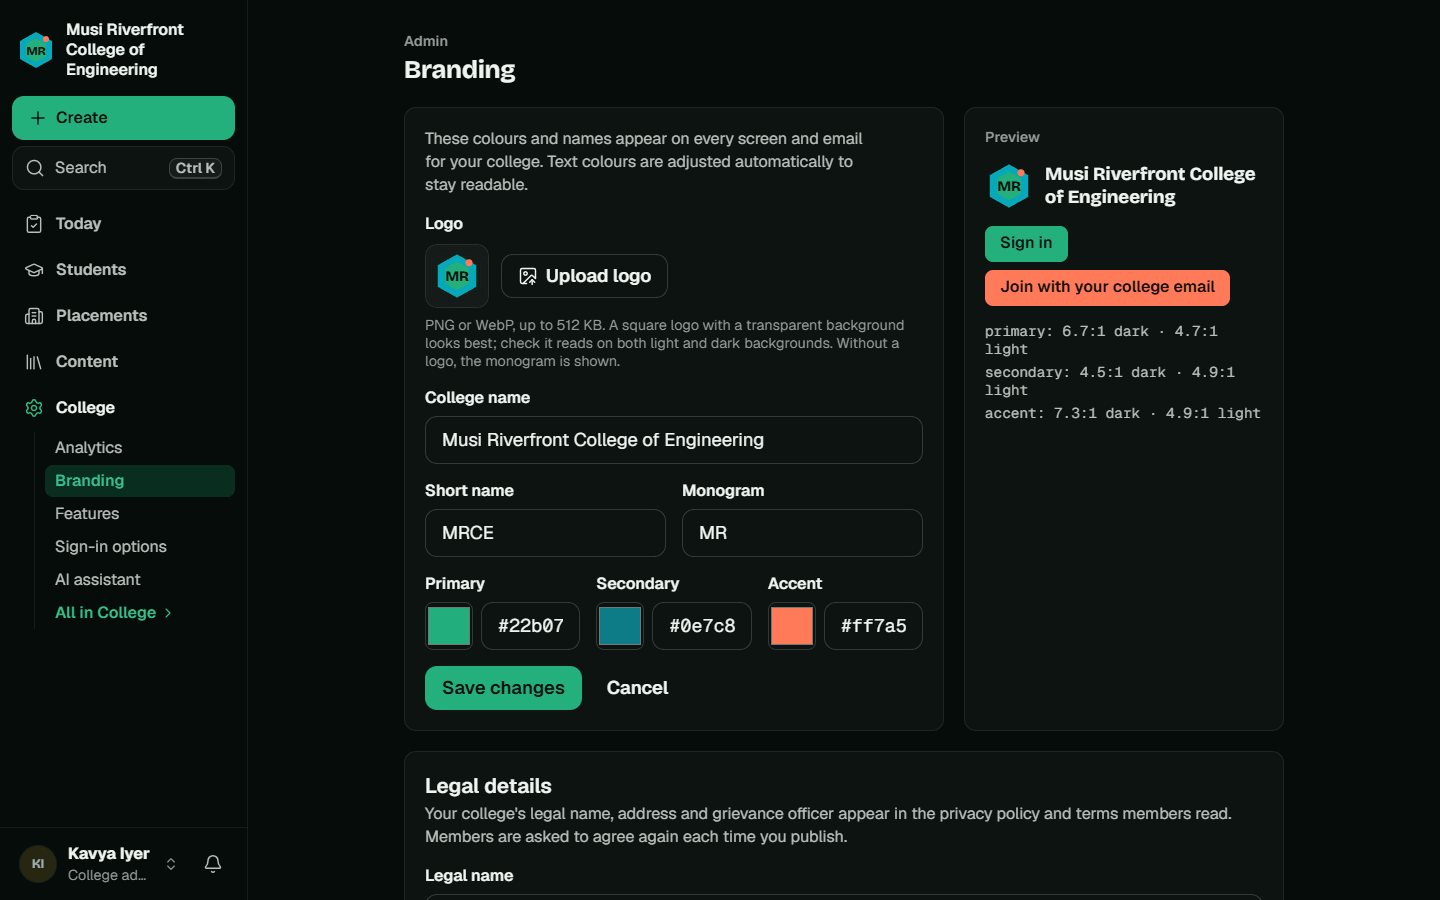 MR
Musi Riverfront
College of
Engineering
Create
Search
Ctrl K
Today
Students
Placements
Content
College
Analytics
Branding
Features
Sign-in options
AI assistant
All in College
KI
Kavya Iyer
College ad…
Admin
Branding
These colours and names appear on every screen and email
for your college. Text colours are adjusted automatically to
stay readable.
Logo
MR
Upload logo
PNG or WebP, up to 512 KB. A square logo with a transparent background
looks best; check it reads on both light and dark backgrounds. Without a
logo, the monogram is shown.
College name
Musi Riverfront College of Engineering
Short name
Monogram
MRCE
MR
Primary
Secondary
Accent
#22b07
#0e7c8
#ff7a5
Save changes
Cancel
Preview
MR
Musi Riverfront College
of Engineering
Sign in
Join with your college email
primary: 6.7:1 dark · 4.7:1
light
secondary: 4.5:1 dark · 4.9:1
light
accent: 7.3:1 dark · 4.9:1 light
Legal details
Your college's legal name, address and grievance officer appear in the privacy policy and terms members read.
Members are asked to agree again each time you publish.
Legal name